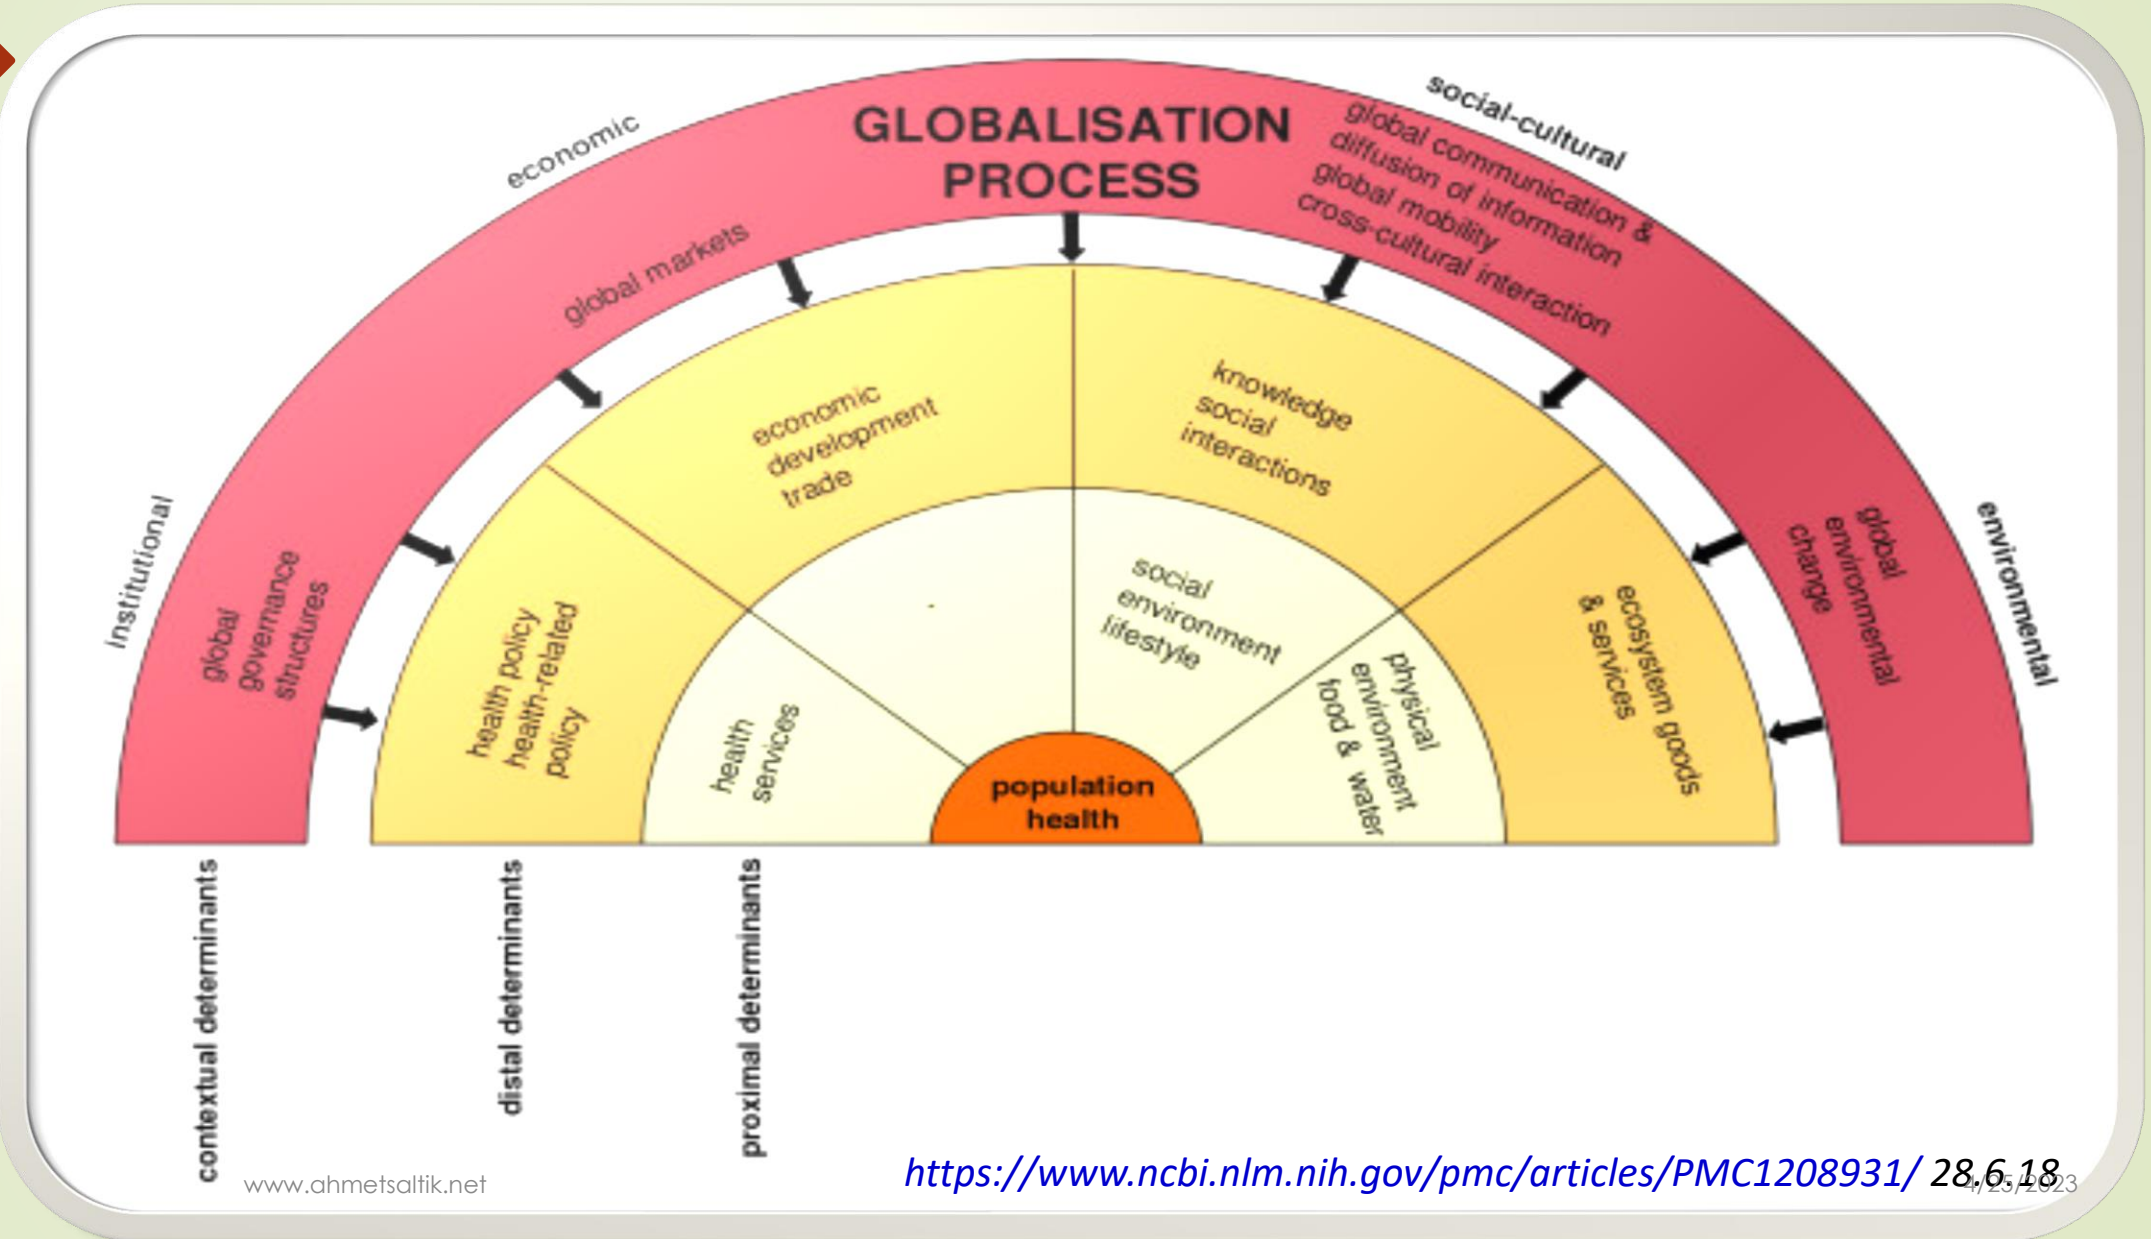 GLOBALISATION
PROCESS
institutional
economic
social-cultural
environmental
global
governance
structures
global markets
global communication &
diffusion of information
global mobility
cross-cultural interaction
global
environmental
change
health policy
health-related
policy
economic
development
trade
knowledge
social
interactions
ecosystem goods
& services
health
services
social
environment
lifestyle
physical
environment
food & water
population
health
contextual determinants
distal determinants
proximal determinants
www.ahmetsaltik.net
https://www.ncbi.nlm.nih.gov/pmc/articles/PMC1208931/ 28.6.18
4/25/2023